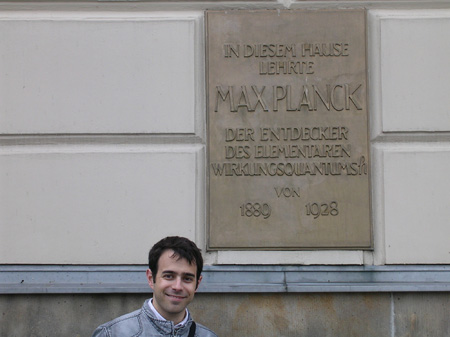 IN DIESEM HAUSE
LEHRTE
MAX PLANCK
DER ENTDECKER
DES ELEMENTAREN
WIRKUNGSQUANTUMS h
VON
1889 1928